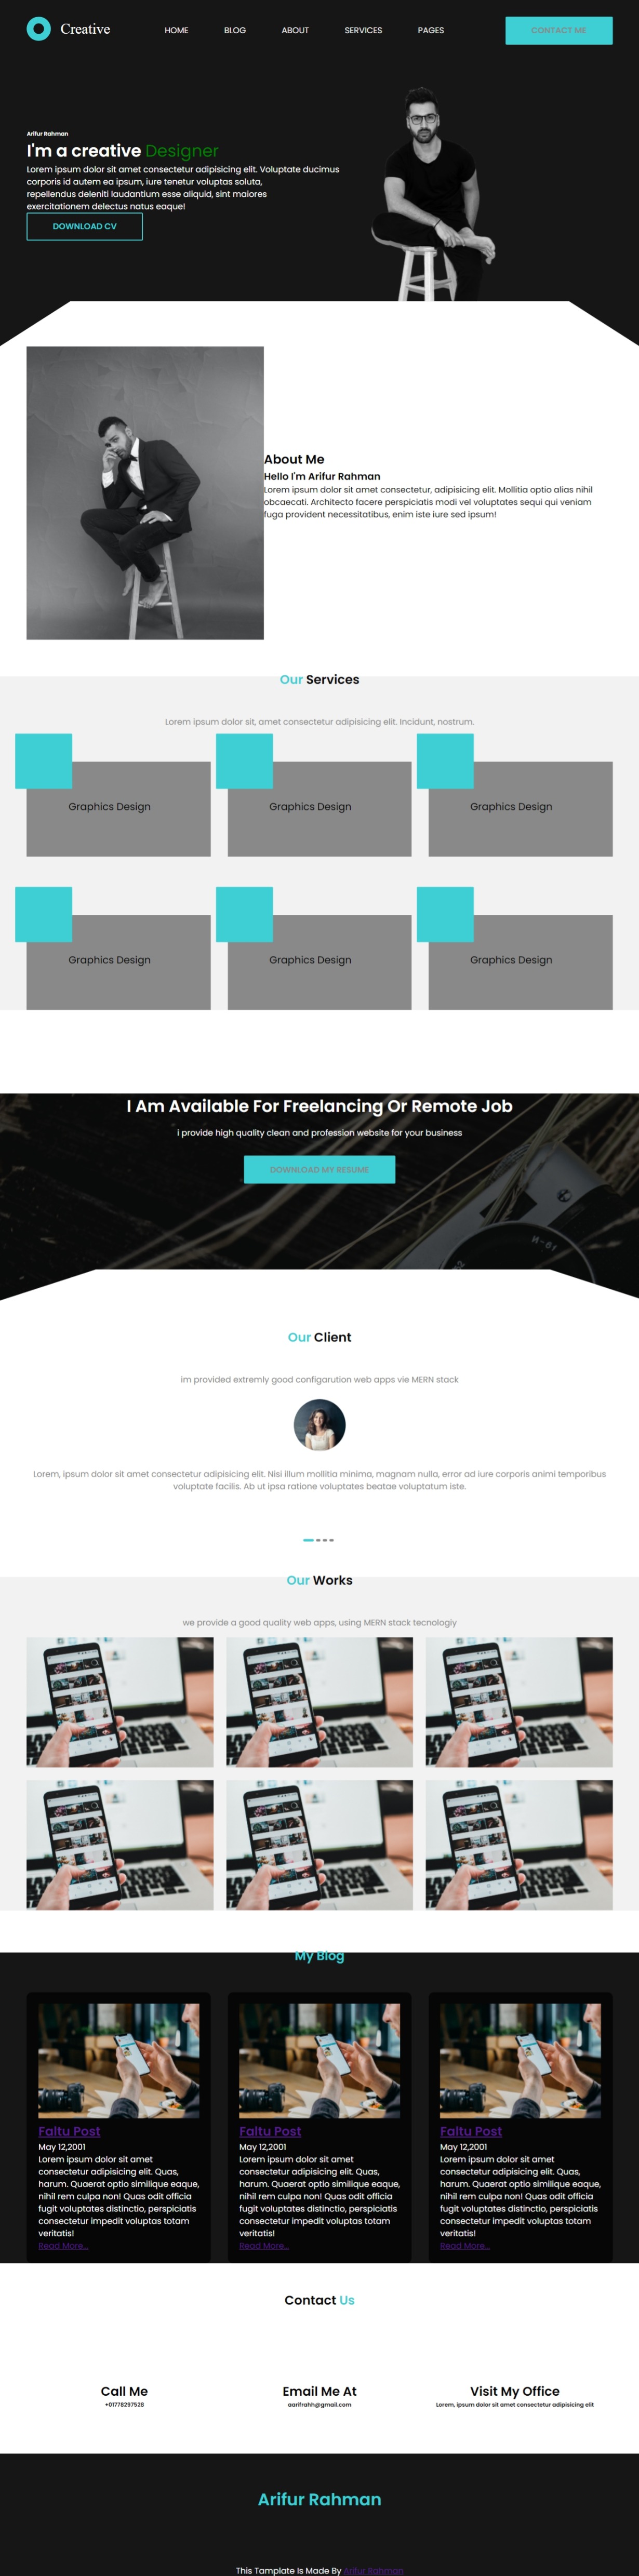 Creative
HOME BLOG ABOUT SERVICES PAGES
CONTACT ME
Arifur Rahman
I'm a creative Designer
Lorem ipsum dolor sit amet consectetur adipisicing elit. Voluptate ducimus
corporis id autem ea ipsum, iure tenetur voluptas soluta,
repellendus deleniti laudantium esse aliquid, sint maiores
exercitationem delectus natus eaque!
DOWNLOAD CV
About Me
Hello I'm Arifur Rahman
Lorem ipsum dolor sit amet consectetur, adipisicing elit. Mollitia optio alias nihil
obcaecati. Architecto facere perspiciatis modi vel voluptates sequi qui veniam
fuga provident necessitatibus, enim iste iure sed ipsum!
Our Services
Lorem ipsum dolor sit, amet consectetur adipisicing elit. Incidunt, nostrum.
Graphics Design
Graphics Design
Graphics Design
Graphics Design
Graphics Design
Graphics Design
I Am Available For Freelancing Or Remote Job
i provide high quality clean and profession website for your business
DOWNLOAD MY RESUME
И-61
Our Client
im provided extremly good configarution web apps vie MERN stack
Lorem, ipsum dolor sit amet consectetur adipisicing elit. Nisi illum mollitia minima, magnam nulla, error ad iure corporis animi temporibus
voluptate facilis. Ab ut ipsa ratione voluptates beatae voluptatum iste.
Our Works
we provide a good quality web apps, using MERN stack tecnologiy
My Blog
Faltu Post
May 12,2001
Lorem ipsum dolor sit amet
consectetur adipisicing elit. Quas,
harum. Quaerat optio similique eaque,
nihil rem culpa non! Quas odit officia
fugit voluptates distinctio, perspiciatis
consectetur impedit voluptas totam
veritatis!
Read More...
Faltu Post
May 12,2001
Lorem ipsum dolor sit amet
consectetur adipisicing elit. Quas,
harum. Quaerat optio similique eaque,
nihil rem culpa non! Quas odit officia
fugit voluptates distinctio, perspiciatis
consectetur impedit voluptas totam
veritatis!
Read More...
Faltu Post
May 12,2001
Lorem ipsum dolor sit amet
consectetur adipisicing elit. Quas,
harum. Quaerat optio similique eaque,
nihil rem culpa non! Quas odit officia
fugit voluptates distinctio, perspiciatis
consectetur impedit voluptas totam
veritatis!
Read More...
Contact Us
Call Me
+01778297528
Email Me At
aarifrahh@gmail.com
Visit My Office
Lorem, ipsum dolor sit amet consectetur adipisicing elit
Arifur Rahman
This Tamplate Is Made By Arifur Rahman